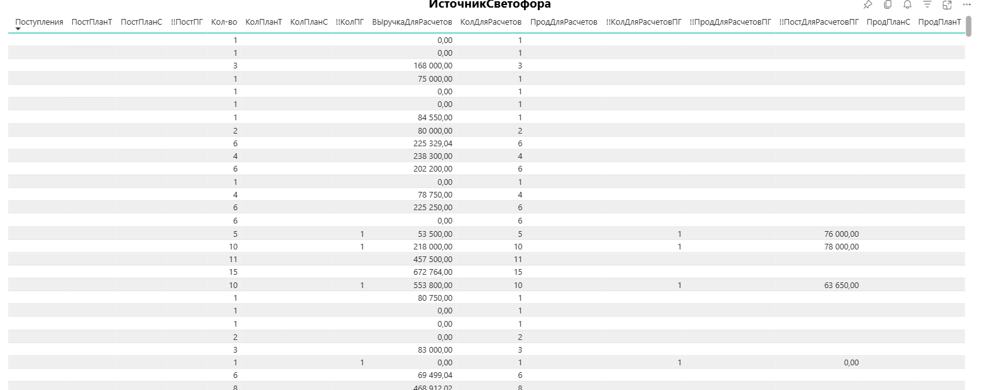 ИсточникСветофора
Поступления ПостПланТ ПостПланС !!ПостПГ Кол-во КолПланТ КолПланС !!КолПГ ВЫручкаДляРасчетов КолДляРасчетов ПродДляРасчетов !!КолДляРасчетовПГ !!ПродДляРасчетовПГ !!ПостДляРасчетовПГ ПродПланС ПродПланТ
1 0,00 1
1 0,00 1
3 168 000,00 3
1 75 000,00 1
1 0,00 1
1 0,00 1
1 84 550,00 1
2 80 000,00 2
6 225 329,04 6
4 238 300,00 4
6 202 200,00 6
1 0,00 1
4 78 750,00 4
6 225 250,00 6
6 0,00 6
5 1 53 500,00 5 1 76 000,00
10 1 218 000,00 10 1 78 000,00
11 457 500,00 11
15 672 764,00 15
10 1 553 800,00 10 1 63 650,00
1 80 750,00 1
1 0,00 1
1 0,00 1
2 0,00 2
3 83 000,00 3
1 1 0,00 1 1 0,00
6 69 499,04 6
8 468 912,02 8